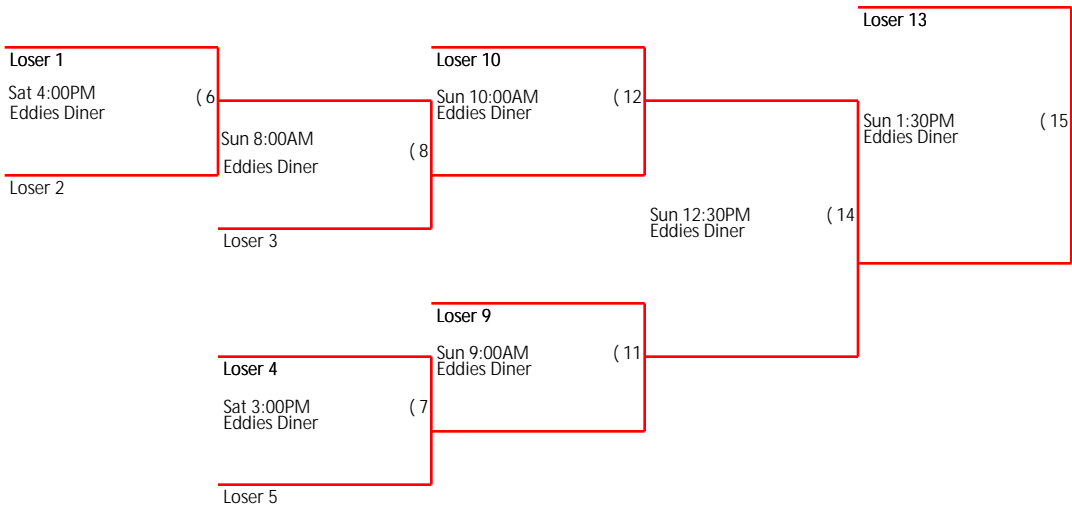 Loser 13
Loser 1
Loser 10
Sat 4:00PM
Eddies Diner
( 6
Sun 10:00AM
Eddies Diner
( 12
Sun 1:30PM
Eddies Diner
( 15
Sun 8:00AM
Eddies Diner
( 8
Loser 2
Sun 12:30PM
Eddies Diner
( 14
Loser 3
Loser 9
Sun 9:00AM
Eddies Diner
( 11
Loser 4
Sat 3:00PM
Eddies Diner
( 7
Loser 5